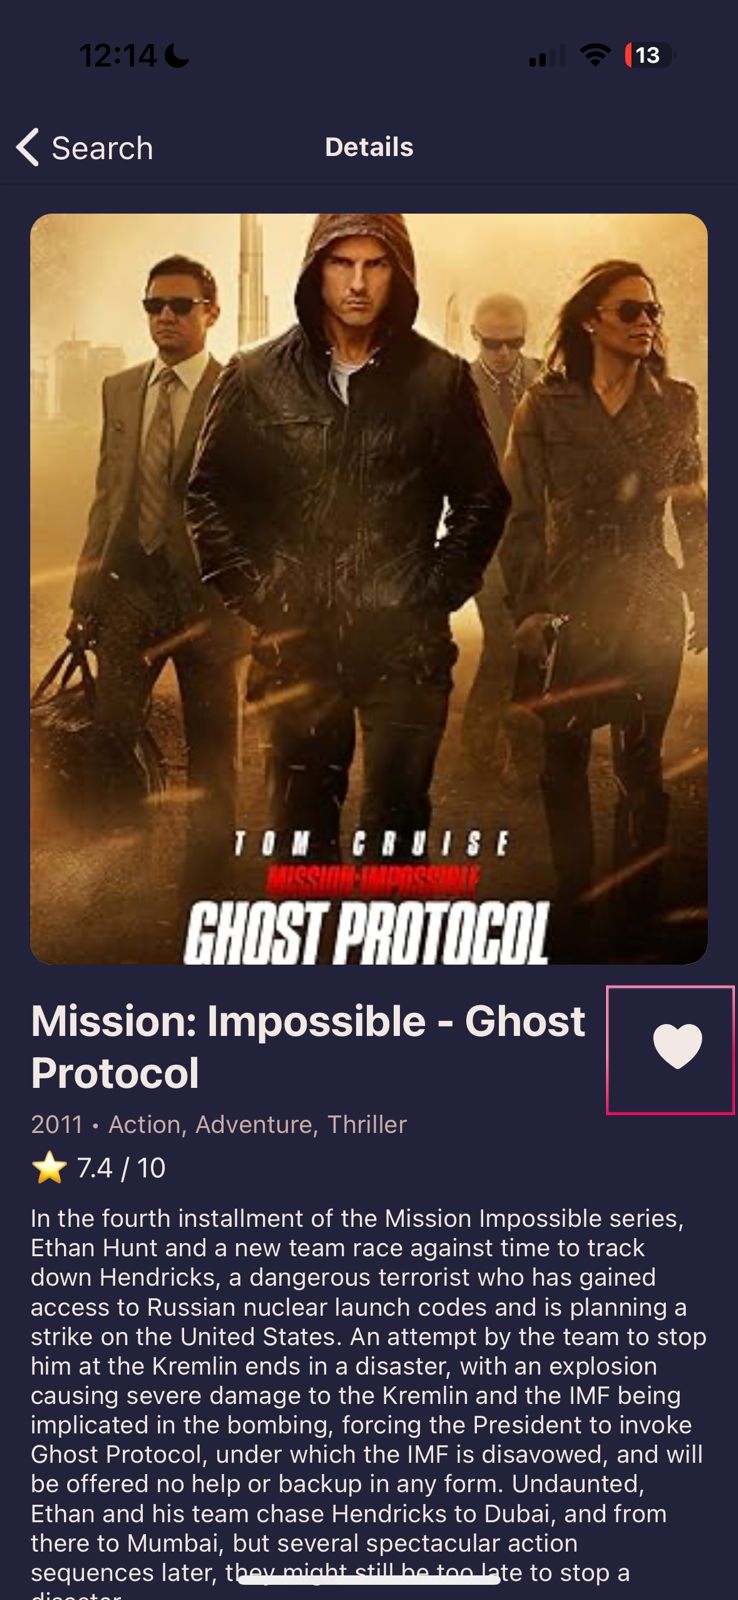 12:14
13
Search
Details
TOM CRUISE
MISSION: IMPOSSIBLE
GHOST PROTOCOL
Mission: Impossible - Ghost
Protocol
2011 • Action, Adventure, Thriller
7.4 / 10
In the fourth installment of the Mission Impossible series,
Ethan Hunt and a new team race against time to track
down Hendricks, a dangerous terrorist who has gained
access to Russian nuclear launch codes and is planning a
strike on the United States. An attempt by the team to stop
him at the Kremlin ends in a disaster, with an explosion
causing severe damage to the Kremlin and the IMF being
implicated in the bombing, forcing the President to invoke
Ghost Protocol, under which the IMF is disavowed, and will
be offered no help or backup in any form. Undaunted,
Ethan and his team chase Hendricks to Dubai, and from
there to Mumbai, but several spectacular action
sequences later, they might still be too late to stop a
disaster